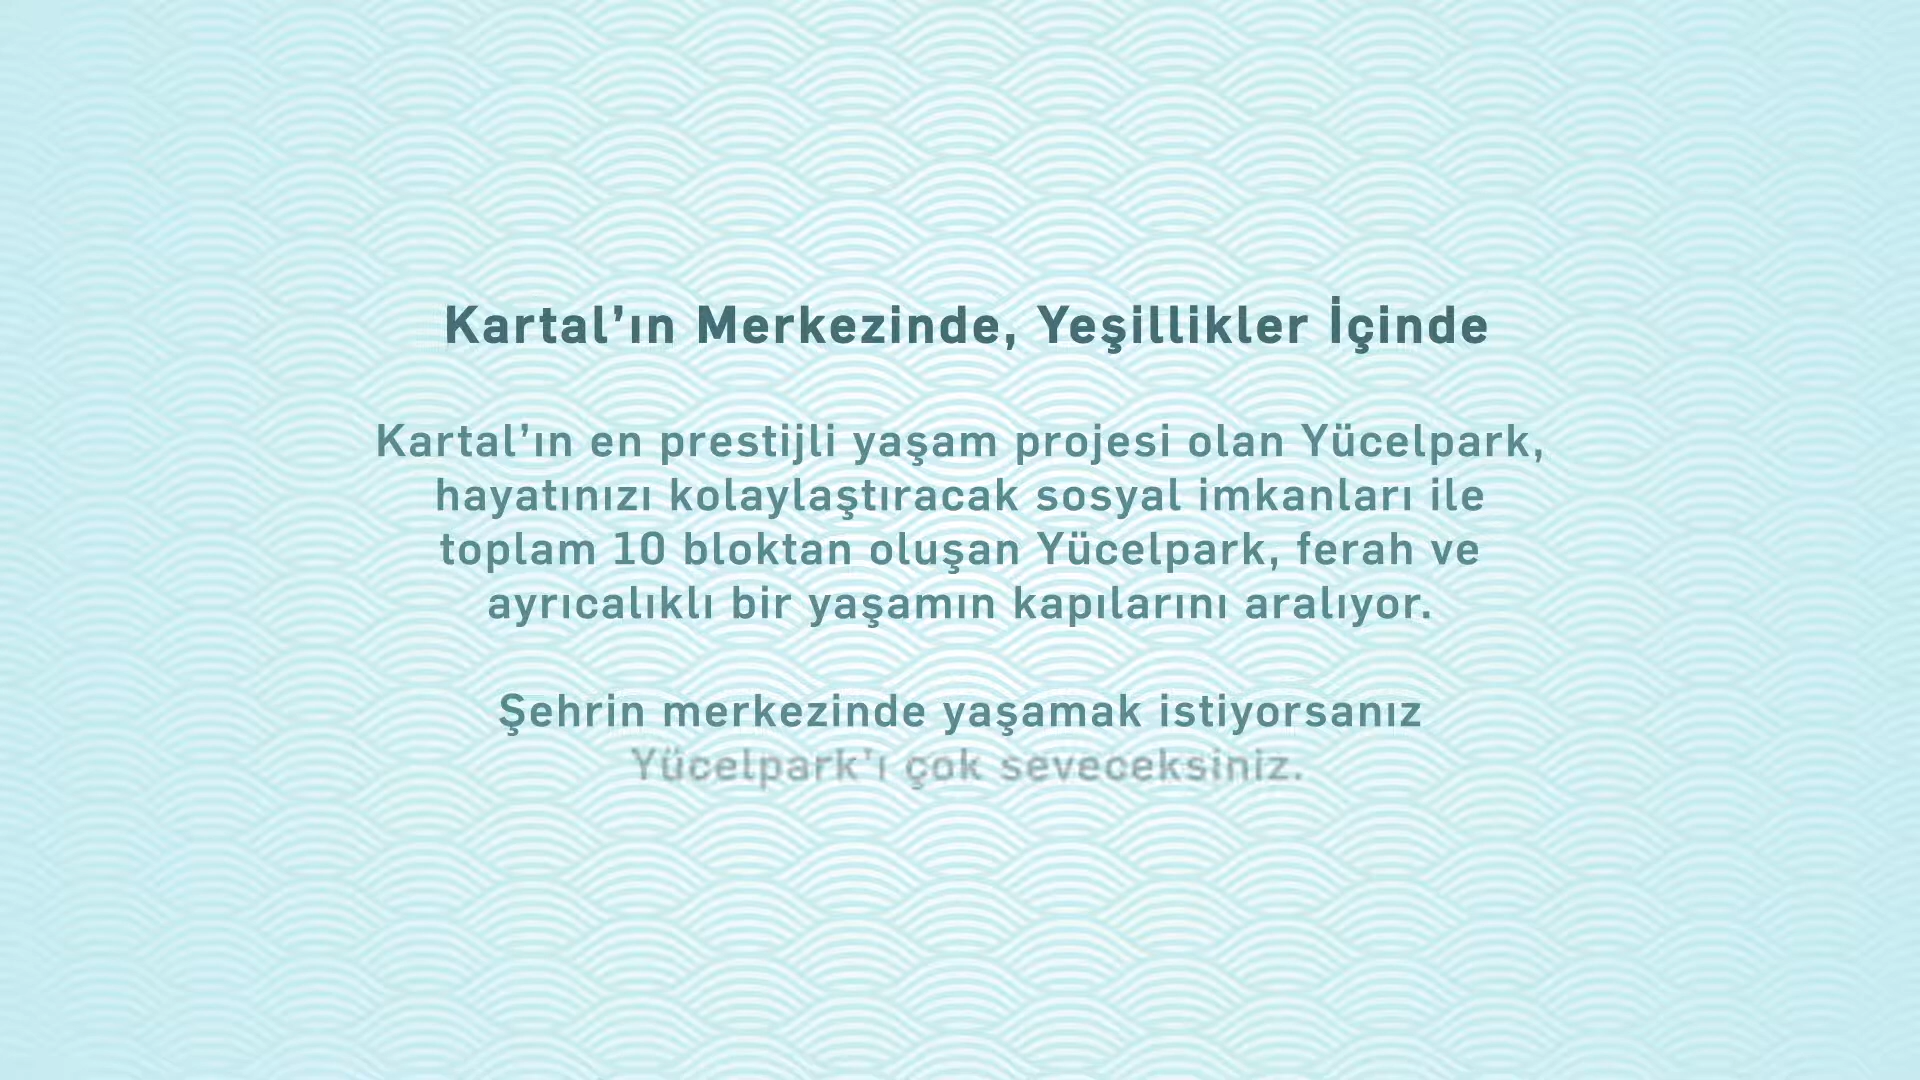 Kartal’ın Merkezinde, Yeşillikler İçinde
Kartal’ın en prestijli yaşam projesi olan Yücelpark,
hayatınızı kolaylaştıracak sosyal imkanları ile
toplam 10 bloktan oluşan Yücelpark, ferah ve
ayrıcalıklı bir yaşamın kapılarını aralıyor.
Şehrin merkezinde yaşamak istiyorsanız
Yücelpark'ı çok seveceksiniz.